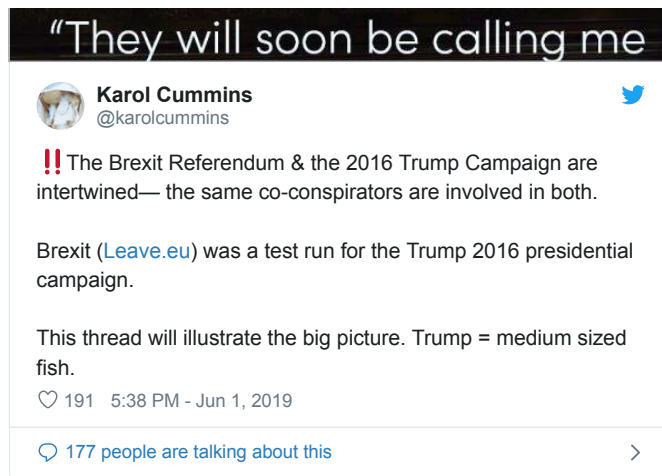 “They will soon be calling me
Karol Cummins
@karolcummins
‼️The Brexit Referendum & the 2016 Trump Campaign are
intertwined— the same co-conspirators are involved in both.
Brexit (Leave.eu) was a test run for the Trump 2016 presidential
campaign.
This thread will illustrate the big picture. Trump = medium sized
fish.
191 5:38 PM - Jun 1, 2019
177 people are talking about this